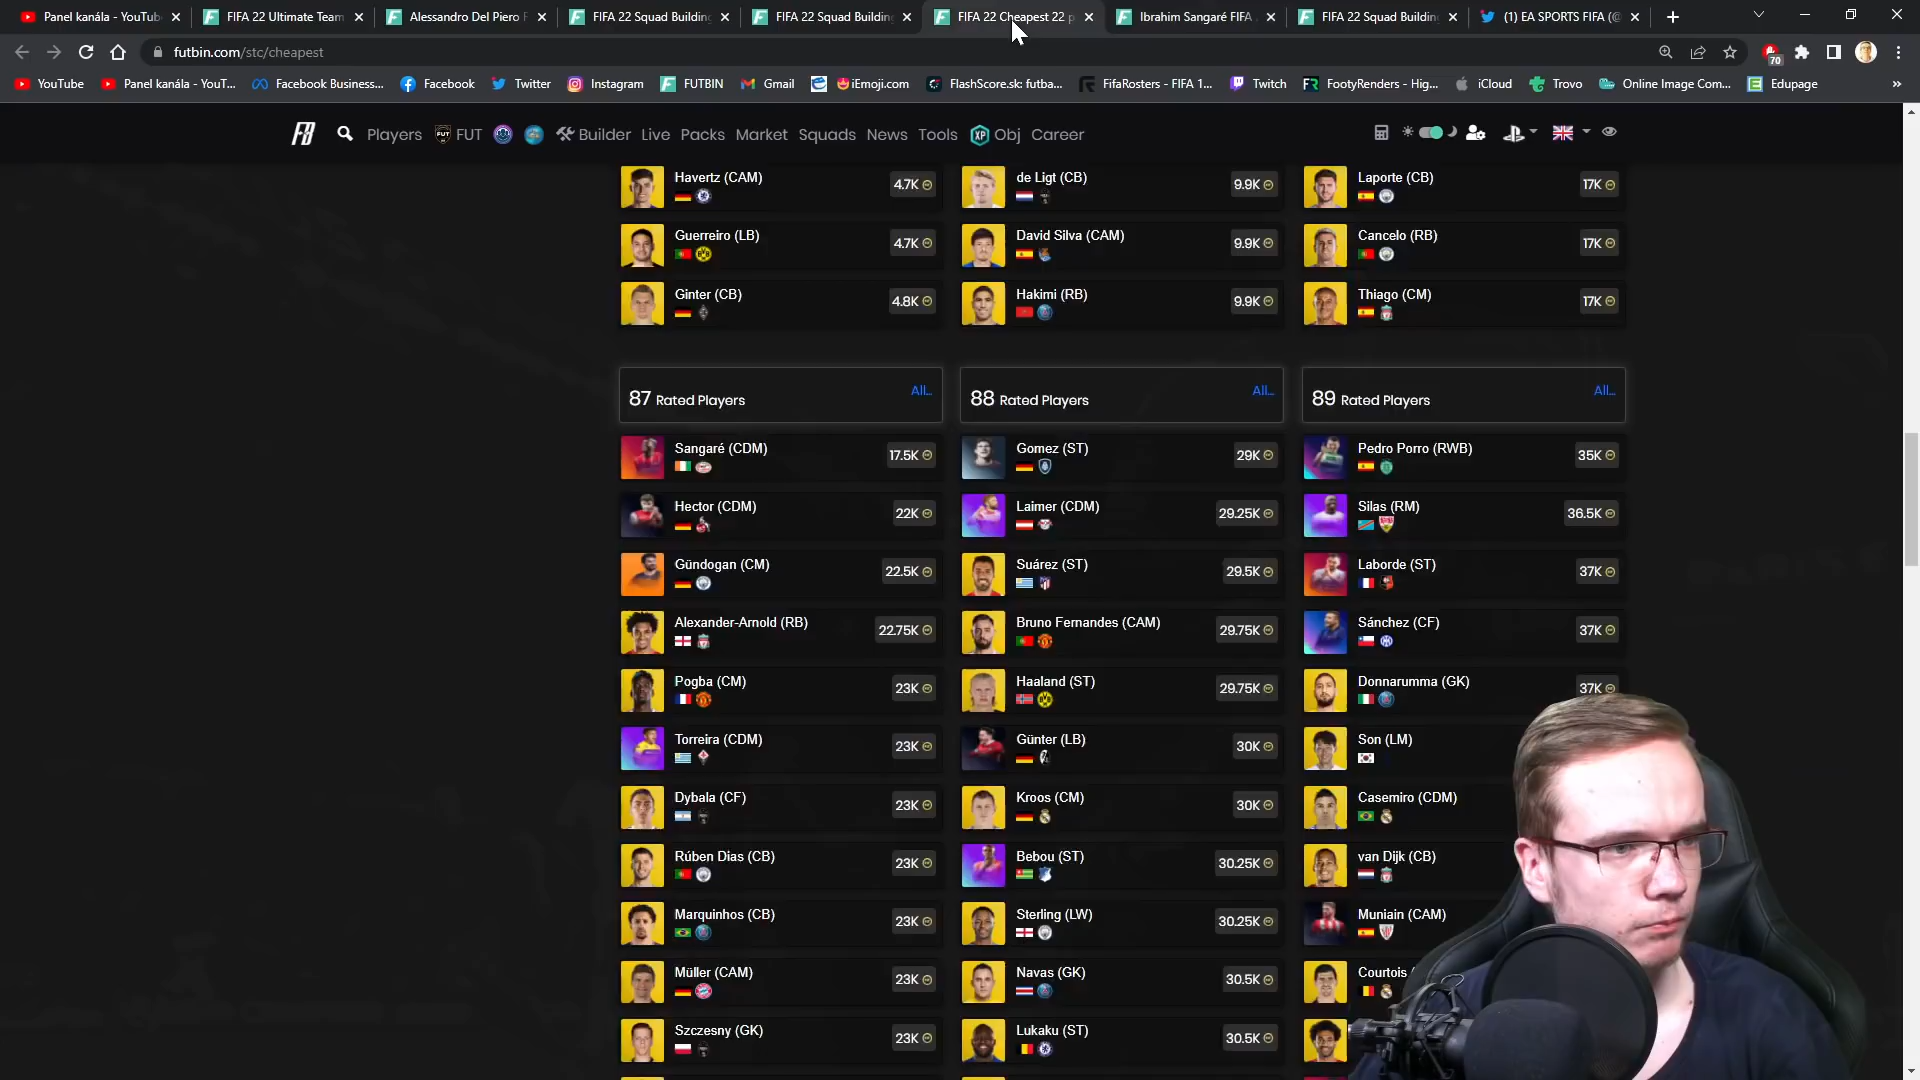 Panel kanála - YouTub
FIFA 22 Ultimate Team
Alessandro Del Piero F
FIFA 22 Squad Building
FIFA 22 Squad Building
FIFA 22 Cheapest 22 p
Ibrahim Sangaré FIFA
FIFA 22 Squad Building
(1) EA SPORTS FIFA (@
futbin.com/stc/cheapest
70
YouTube
Panel kanála - YouT...
Facebook Business...
Facebook
Twitter
Instagram
FUTBIN
Gmail
iEmoji.com
FlashScore.sk: futba...
FifaRosters - FIFA 1...
Twitch
FootyRenders - Hig...
iCloud
Trovo
Online Image Com...
Edupage
Players FUT Builder Live Packs Market Squads News Tools Obj Career
Havertz (CAM) 4.7K
de Ligt (CB) 9.9K
Laporte (CB) 17K
Guerreiro (LB) 4.7K
David Silva (CAM) 9.9K
Cancelo (RB) 17K
Ginter (CB) 4.8K
Hakimi (RB) 9.9K
Thiago (CM) 17K
87 Rated Players All...
88 Rated Players All...
89 Rated Players All...
Sangaré (CDM) 17.5K
Gomez (ST) 29K
Pedro Porro (RWB) 35K
Hector (CDM) 22K
Laimer (CDM) 29.25K
Silas (RM) 36.5K
Gündogan (CM) 22.5K
Suárez (ST) 29.5K
Laborde (ST) 37K
Alexander-Arnold (RB) 22.75K
Bruno Fernandes (CAM) 29.75K
Sánchez (CF) 37K
Pogba (CM) 23K
Haaland (ST) 29.75K
Donnarumma (GK) 37K
Torreira (CDM) 23K
Günter (LB) 30K
Son (LM)
Dybala (CF) 23K
Kroos (CM) 30K
Casemiro (CDM)
Rúben Dias (CB) 23K
Bebou (ST) 30.25K
van Dijk (CB)
Marquinhos (CB) 23K
Sterling (LW) 30.25K
Muniain (CAM)
Müller (CAM) 23K
Navas (GK) 30.5K
Courtois
Szczesny (GK) 23K
Lukaku (ST) 30.5K